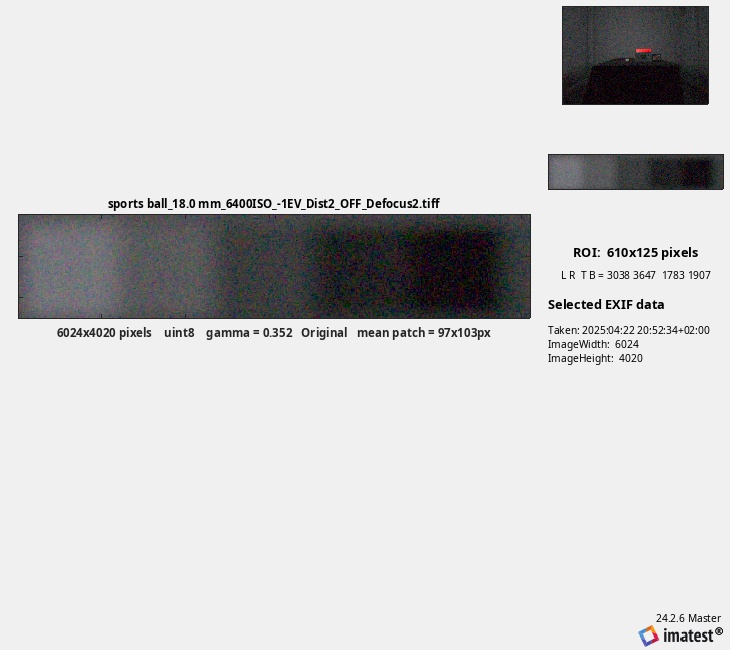 sports ball_18.0 mm_6400ISO_-1EV_Dist2_OFF_Defocus2.tiff
6024x4020 pixels uint8 gamma = 0.352 Original mean patch = 97x103px
ROI: 610x125 pixels
L R T B = 3038 3647 1783 1907
Selected EXIF data
Taken: 2025:04:22 20:52:34+02:00
ImageWidth: 6024
ImageHeight: 4020
24.2.6 Master
imatest®